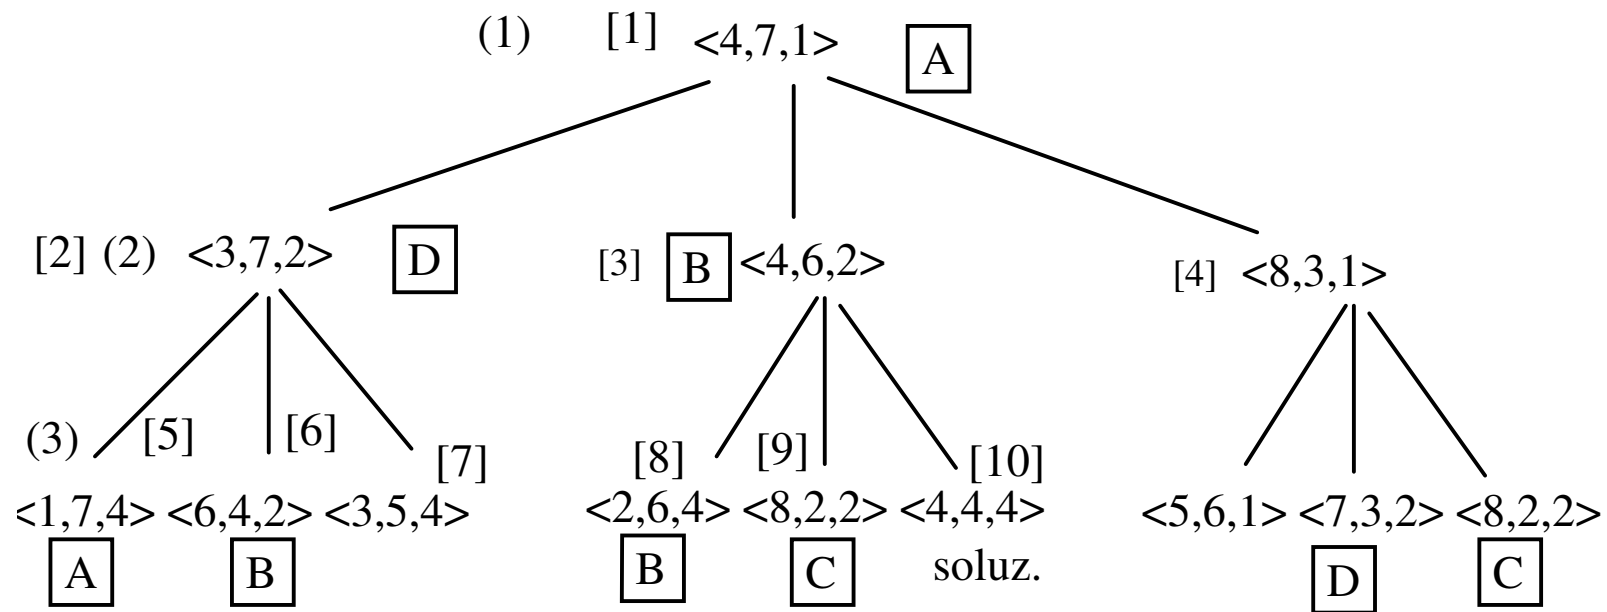 (1) [1] <4,7,1> A
[2] (2) <3,7,2> D [3] B <4,6,2> [4] <8,3,1>
(3) [5] [6] [7] [8] [9] [10]
<1,7,4> <6,4,2> <3,5,4> <2,6,4> <8,2,2> <4,4,4> <5,6,1> <7,3,2> <8,2,2>
A B B C soluz. D C